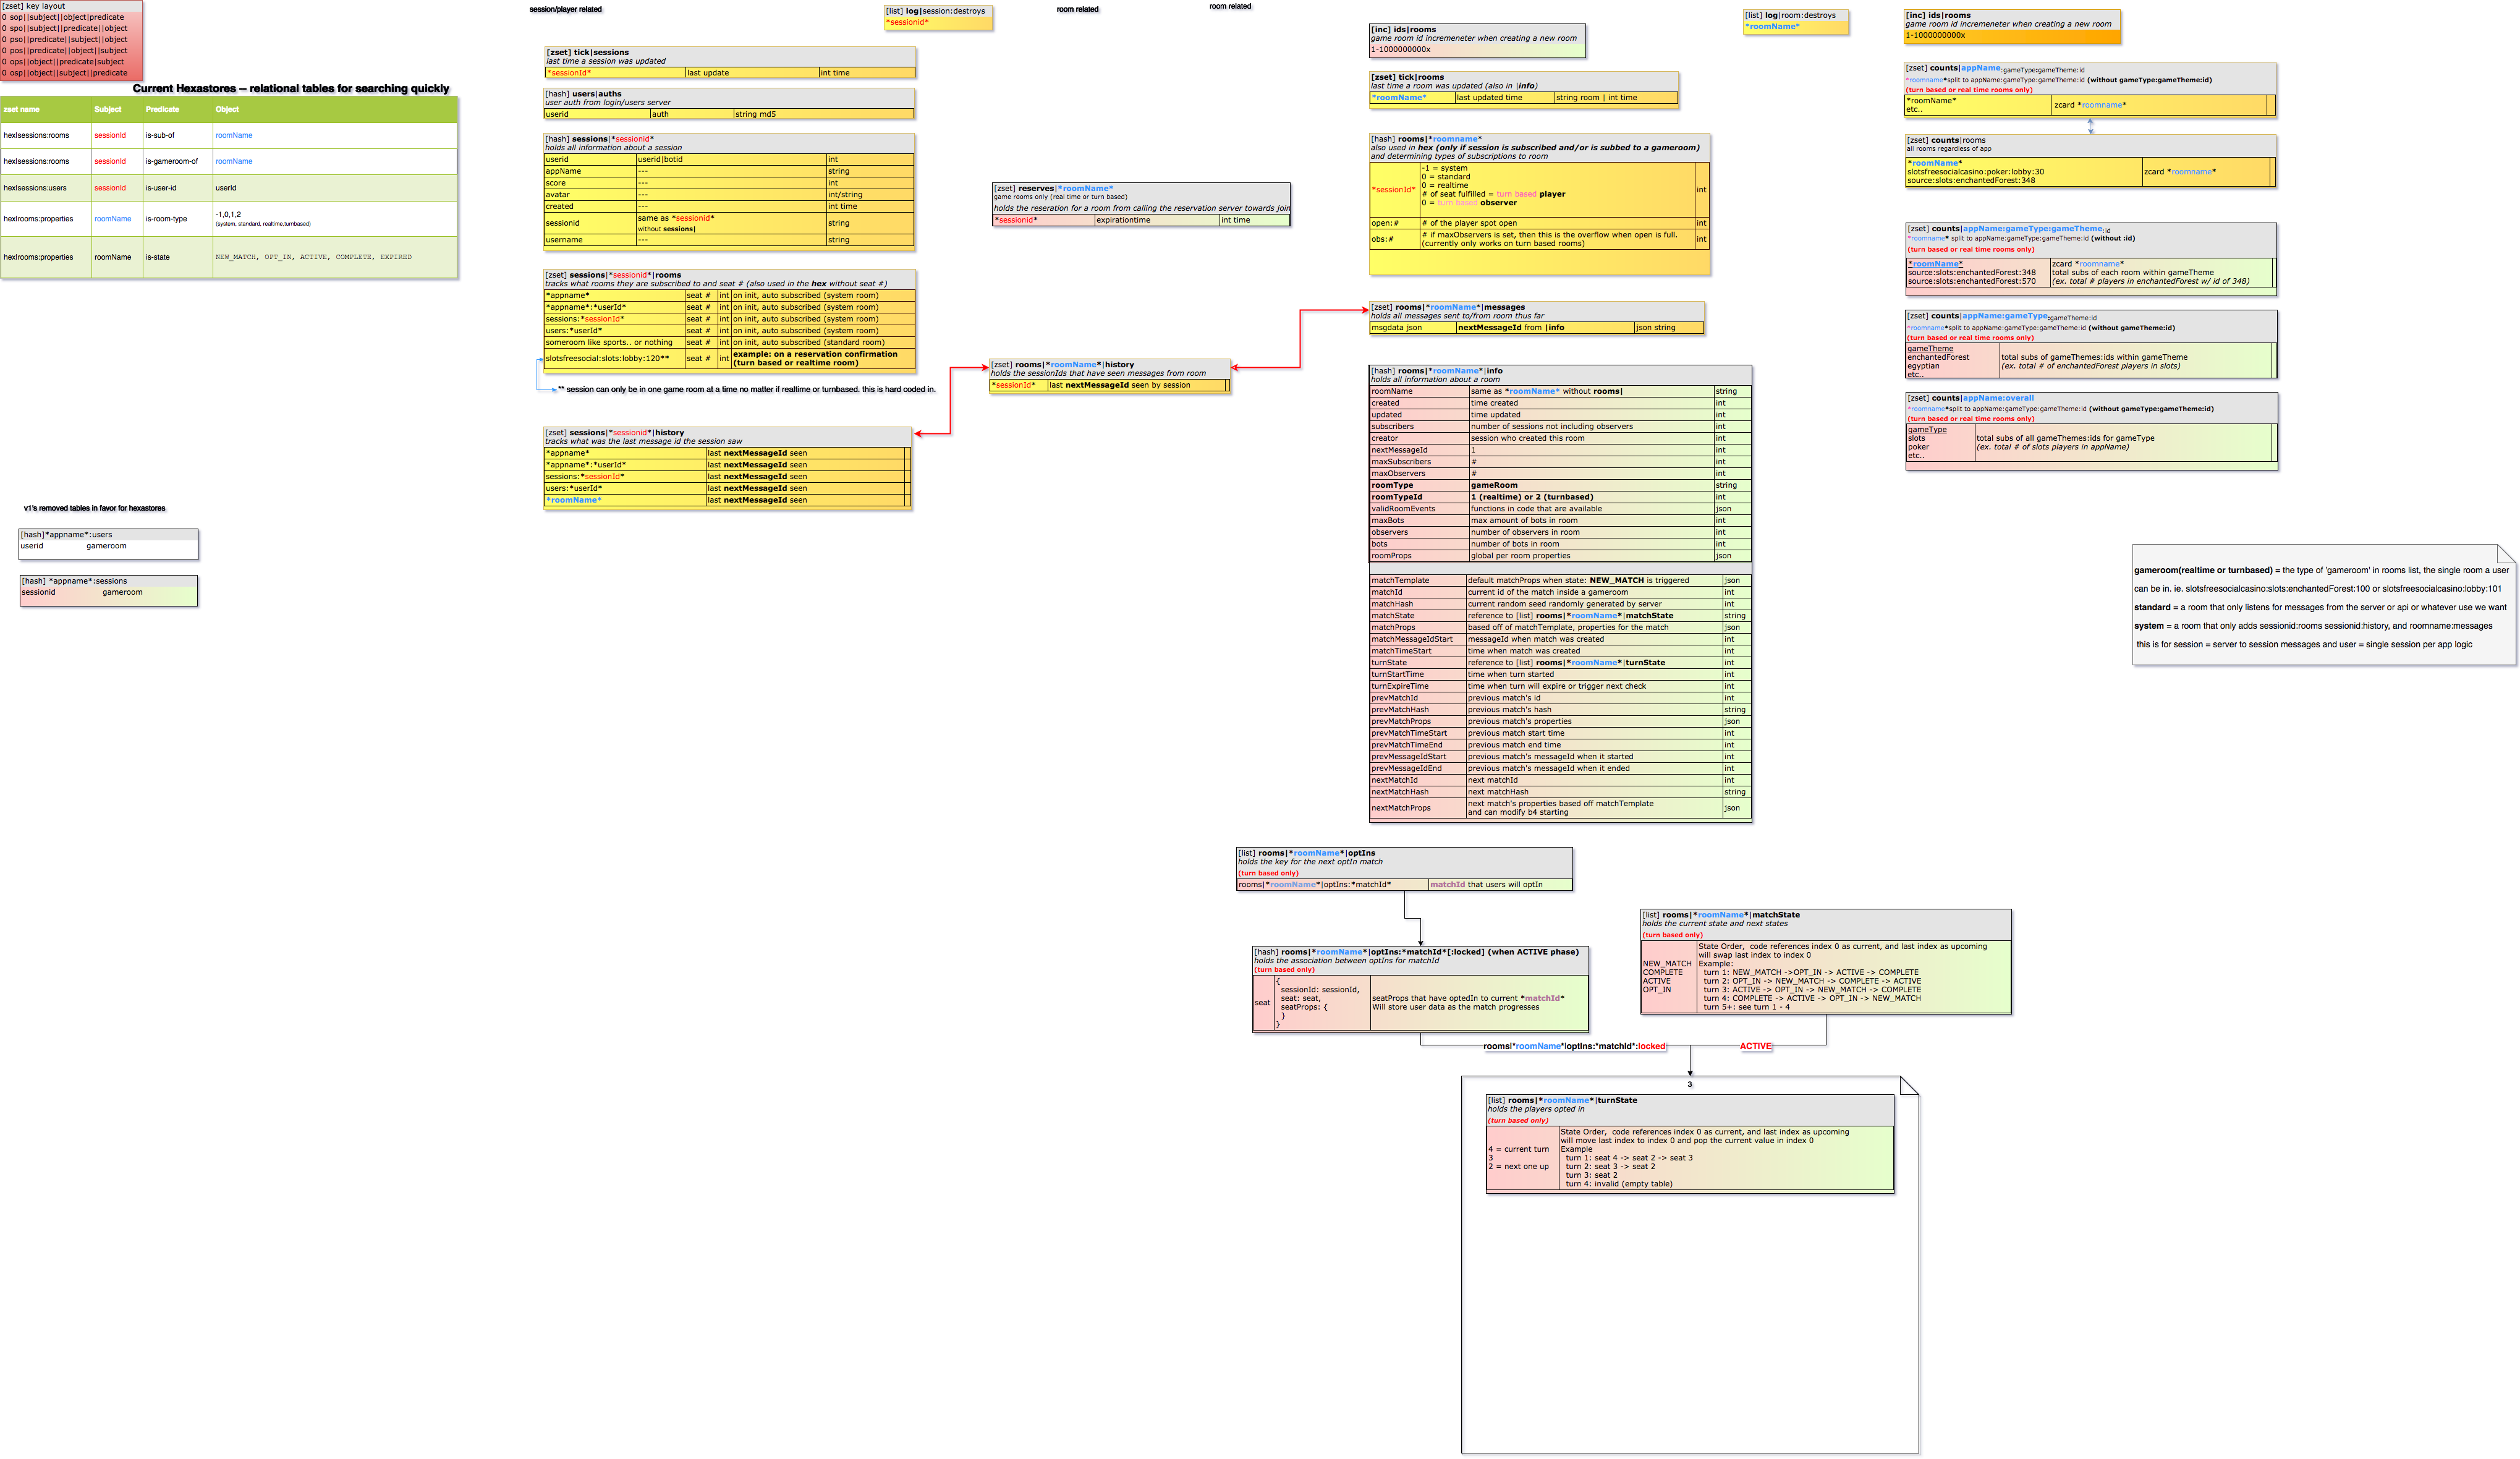 [zset] key layout
0 sop||subject||object|predicate
0 spo||subject||predicate||object
0 pso||predicate||subject||object
0 pos||predicate||object||subject
0 ops||object||predicate|subject
0 osp||object||subject||predicate
Current Hexastores – relational tables for searching quickly
zset name Subject Predicate Object
hex|sessions:rooms sessionId is-sub-of roomName
hex|sessions:rooms sessionId is-gameroom-of roomName
hex|sessions:users sessionId is-user-id userId
hex|rooms:properties roomName is-room-type -1,0,1,2
(system, standard, realtime,turnbased)
hex|rooms:properties roomName is-state NEW_MATCH, OPT_IN, ACTIVE, COMPLETE, EXPIRED
v1's removed tables in favor for hexastores
[hash]*appname*:users
userid gameroom
[hash] *appname*:sessions
sessionid gameroom
session/player related
[list] log|session:destroys
*sessionid*
[zset] tick|sessions
last time a session was updated
*sessionId* last update int time
[hash] users|auths
user auth from login/users server
userid auth string md5
[hash] sessions|*sessionid*
holds all information about a session
userid userid|botid int
appName --- string
score --- int
avatar --- int/string
created --- int time
sessionid same as *sessionid*
without sessions| string
username --- string
[zset] sessions|*sessionid*|rooms
tracks what rooms they are subscribed to and seat # (also used in the hex without seat #)
*appname* seat # int on init, auto subscribed (system room)
*appname*:*userId* seat # int on init, auto subscribed (system room)
sessions:*sessionId* seat # int on init, auto subscribed (system room)
users:*userId* seat # int on init, auto subscribed (system room)
someroom like sports.. or nothing seat # int on init, auto subscribed (standard room)
slotsfreesocial:slots:lobby:120** seat # int example: on a reservation confirmation
(turn based or realtime room)
** session can only be in one game room at a time no matter if realtime or turnbased. this is hard coded in.
[zset] sessions|*sessionid*|history
tracks what was the last message id the session saw
*appname* last nextMessageId seen
*appname*:*userId* last nextMessageId seen
sessions:*sessionId* last nextMessageId seen
users:*userId* last nextMessageId seen
*roomName* last nextMessageId seen
room related
room related
[zset] reserves|*roomName*
game rooms only (real time or turn based)
holds the reseration for a room from calling the reservation server towards join
*sessionid* expirationtime int time
[zset] rooms|*roomName*|history
holds the sessionIds that have seen messages from room
*sessionId* last nextMessageId seen by session
[inc] ids|rooms
game room id incremeneter when creating a new room
1-1000000000x
[zset] tick|rooms
last time a room was updated (also in |info)
*roomName* last updated time string room | int time
[hash] rooms|*roomname*
also used in hex (only if session is subscribed and/or is subbed to a gameroom)
and determining types of subscriptions to room
*sessionId* -1 = system int
0 = standard
0 = realtime
# of seat fulfilled = turn based player
0 = turn based observer
open:# # of the player spot open int
obs:# # if maxObservers is set, then this is the overflow when open is full.
(currently only works on turn based rooms) int
[zset] rooms|*roomName*|messages
holds all messages sent to/from room thus far
msgdata json nextMessageId from |info json string
[hash] rooms|*roomName*|info
holds all information about a room
roomName same as *roomName* without rooms| string
created time created int
updated time updated int
subscribers number of sessions not including observers int
creator session who created this room int
nextMessageId 1 int
maxSubscribers # int
maxObservers # int
roomType gameRoom string
roomTypeId 1 (realtime) or 2 (turnbased) int
validRoomEvents functions in code that are available json
maxBots max amount of bots in room int
observers number of observers in room int
bots number of bots in room int
roomProps global per room properties json
matchTemplate default matchProps when state: NEW_MATCH is triggered json
matchId current id of the match inside a gameroom int
matchHash current random seed randomly generated by server int
matchState reference to [list] rooms|*roomName*|matchState string
matchProps based off of matchTemplate, properties for the match json
matchMessageIdStart messageId when match was created int
matchTimeStart time when match was created int
turnState reference to [list] rooms|*roomName*|turnState int
turnStartTime time when turn started int
turnExpireTime time when turn will expire or trigger next check int
prevMatchId previous match's id int
prevMatchHash previous match's hash string
prevMatchProps previous match's properties json
prevMatchTimeStart previous match start time int
prevMatchTimeEnd previous match end time int
prevMessageIdStart previous match's messageId when it started int
prevMessageIdEnd previous match's messageId when it ended int
nextMatchId next matchId int
nextMatchHash next matchHash string
nextMatchProps next match's properties based off matchTemplate
and can modify b4 starting json
[list] log|room:destroys
*roomName*
[inc] ids|rooms
game room id incremeneter when creating a new room
1-1000000000x
[zset] counts|appName:gameType:gameTheme:id
*roomname*split to appName:gameType:gameTheme:id (without gameType:gameTheme:id)
(turn based or real time rooms only)
*roomName* zcard *roomname*
etc..
[zset] counts|rooms
all rooms regardless of app
*roomName*
slotsfreesocialcasino:poker:lobby:30 zcard *roomname*
source:slots:enchantedForest:348
[zset] counts|appName:gameType:gameTheme:id
*roomname* split to appName:gameType:gameTheme:id (without :id)
(turn based or real time rooms only)
*roomName* zcard *roomname*
source:slots:enchantedForest:348 total subs of each room within gameTheme
source:slots:enchantedForest:570 (ex. total # players in enchantedForest w/ id of 348)
[zset] counts|appName:gameType:gameTheme:id
*roomname*split to appName:gameType:gameTheme:id (without gameTheme:id)
(turn based or real time rooms only)
gameTheme
enchantedForest total subs of gameThemes:ids within gameTheme
egyptian (ex. total # of enchantedForest players in slots)
etc..
[zset] counts|appName:overall
*roomname*split to appName:gameType:gameTheme:id (without gameType:gameTheme:id)
(turn based or real time rooms only)
gameType
slots total subs of all gameThemes:ids for gameType
poker (ex. total # of slots players in appName)
etc..
gameroom(realtime or turnbased) = the type of 'gameroom' in rooms list, the single room a user
can be in. ie. slotsfreesocialcasino:slots:enchantedForest:100 or slotsfreesocialcasino:lobby:101
standard = a room that only listens for messages from the server or api or whatever use we want
system = a room that only adds sessionid:rooms sessionid:history, and roomname:messages
this is for session = server to session messages and user = single session per app logic
[list] rooms|*roomName*|optIns
holds the key for the next optIn match
(turn based only)
rooms|*roomName*|optIns:*matchId* matchId that users will optIn
[hash] rooms|*roomName*|optIns:*matchId*[:locked] (when ACTIVE phase)
holds the association between optIns for matchId
(turn based only)
seat {
sessionId: sessionId,
seat: seat,
seatProps: {
}
}
seatProps that have optedIn to current *matchId*
Will store user data as the match progresses
[list] rooms|*roomName*|matchState
holds the current state and next states
(turn based only)
NEW_MATCH
COMPLETE
ACTIVE
OPT_IN
State Order, code references index 0 as current, and last index as upcoming
will swap last index to index 0
Example:
turn 1: NEW_MATCH ->OPT_IN -> ACTIVE -> COMPLETE
turn 2: OPT_IN -> NEW_MATCH -> COMPLETE -> ACTIVE
turn 3: ACTIVE -> OPT_IN -> NEW_MATCH -> COMPLETE
turn 4: COMPLETE -> ACTIVE -> OPT_IN -> NEW_MATCH
turn 5+: see turn 1 - 4
rooms|*roomName*|optIns:*matchId*:locked
ACTIVE
3
[list] rooms|*roomName*|turnState
holds the players opted in
(turn based only)
4 = current turn
3
2 = next one up
State Order, code references index 0 as current, and last index as upcoming
will move last index to index 0 and pop the current value in index 0
Example
turn 1: seat 4 -> seat 2 -> seat 3
turn 2: seat 3 -> seat 2
turn 3: seat 2
turn 4: invalid (empty table)